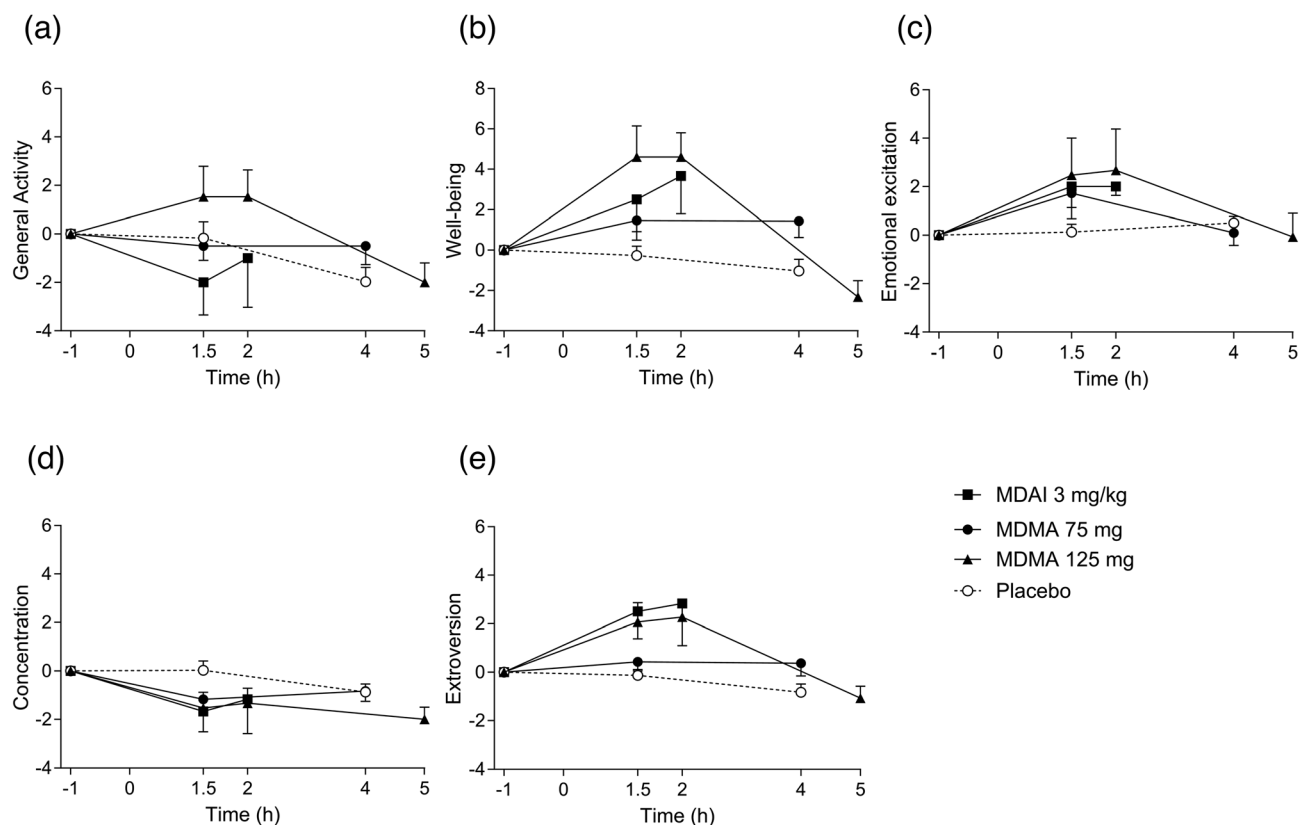 (a)
General Activity
6
4
2
0
-2
-4
-1 0 1.5 2 4 5
Time (h)
(b)
Well-being
8
6
4
2
0
-2
-4
-1 0 1.5 2 4 5
Time (h)
(c)
Emotional excitation
6
4
2
0
-2
-4
-1 0 1.5 2 4 5
Time (h)
(d)
Concentration
6
4
2
0
-2
-4
-1 0 1.5 2 4 5
Time (h)
(e)
Extroversion
6
4
2
0
-2
-4
-1 0 1.5 2 4 5
Time (h)
MDAI 3 mg/kg
MDMA 75 mg
MDMA 125 mg
Placebo